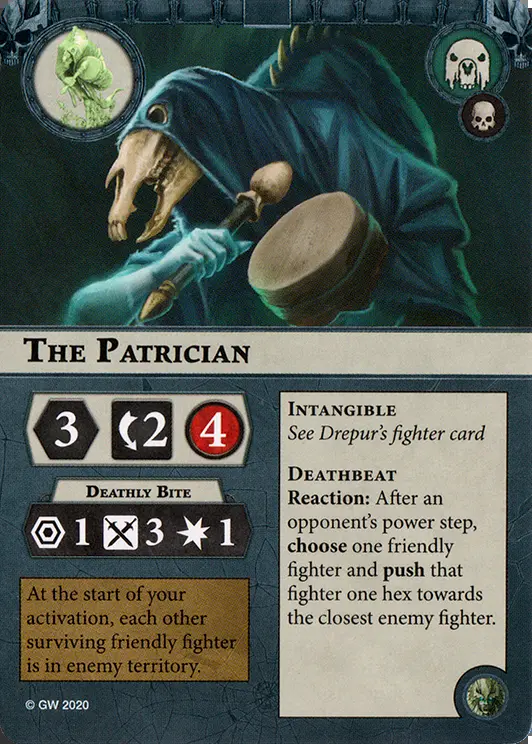 The Patrician
3 2 4
Deathly Bite
1 3 1
At the start of your
activation, each other
surviving friendly fighter
is in enemy territory.
© GW 2020
Intangible
See Drepur's fighter card
Deathbeat
Reaction: After an
opponent's power step,
choose one friendly
fighter and push that
fighter one hex towards
the closest enemy fighter.